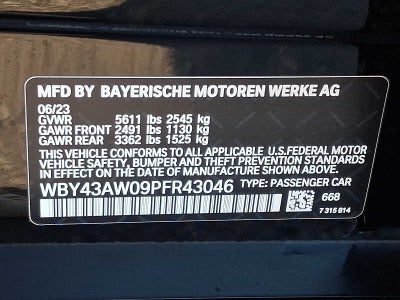 MFD BY BAYERISCHE MOTOREN WERKE AG
06/23
GVWR 5611 lbs 2545 kg
GAWR FRONT 2491 lbs 1130 kg
GAWR REAR 3362 lbs 1525 kg
THIS VEHICLE CONFORMS TO ALL APPLICABLE U.S.FEDERAL MOTOR
VEHICLE SAFETY, BUMPER, AND THEFT PREVENTION STANDARDS
IN EFFECT ON THE DATE OF MANUFACTURE SHOWN ABOVE.
WBY43AW09PFR43046 TYPE: PASSENGER CAR
668
7 315 814